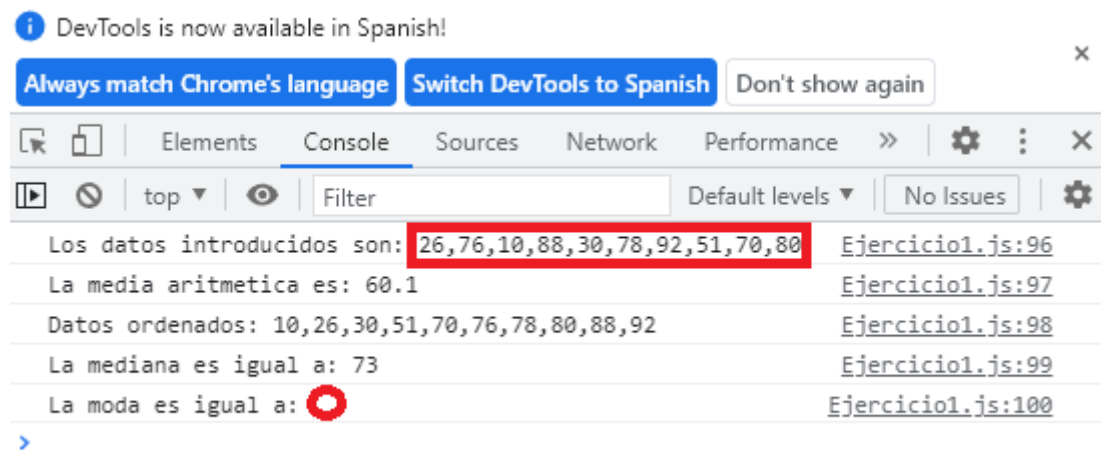 DevTools is now available in Spanish!
Always match Chrome's language Switch DevTools to Spanish Don't show again
Elements Console Sources Network Performance
top Filter Default levels No Issues
Los datos introducidos son: 26,76,10,88,30,78,92,51,70,80 Ejercicio1.js:96
La media aritmetica es: 60.1 Ejercicio1.js:97
Datos ordenados: 10,26,30,51,70,76,78,80,88,92 Ejercicio1.js:98
La mediana es igual a: 73 Ejercicio1.js:99
La moda es igual a: Ejercicio1.js:100